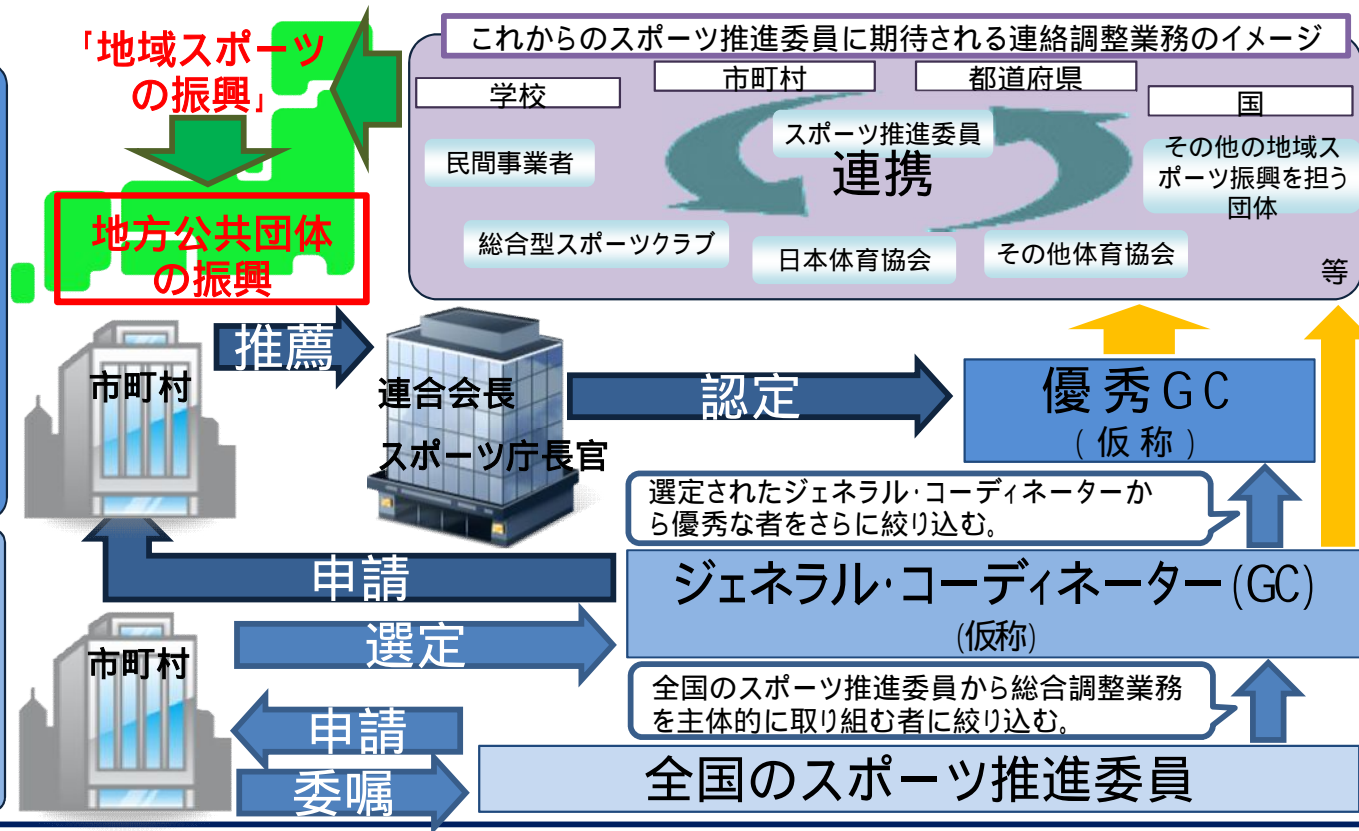 「地域スポーツ
の振興」
地方公共団体
の振興
これからのスポーツ推進委員に期待される連絡調整業務のイメージ
学校
市町村
都道府県
国
民間事業者
スポーツ推進委員
連携
その他の地域ス
ポーツ振興を担う
団体
総合型スポーツクラブ
日本体育協会
その他体育協会
等
市町村
推薦
連合会長
スポーツ庁長官
認定
優秀GC
(仮称)
選定されたジェネラル・コーディネーターか
ら優秀な者をさらに絞り込む。
申請
ジェネラル・コーディネーター(GC)
(仮称)
市町村
選定
全国のスポーツ推進委員から総合調整業務
を主体的に取り組む者に絞り込む。
申請
委嘱
全国のスポーツ推進委員